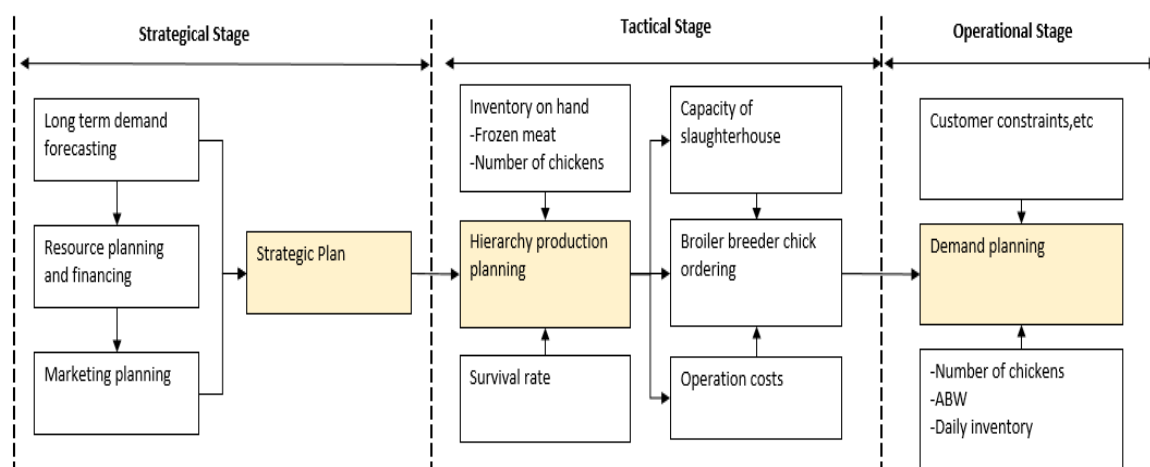 Strategical Stage
Tactical Stage
Operational Stage
Long term demand
forecasting
Resource planning
and financing
Marketing planning
Strategic Plan
Inventory on hand
-Frozen meat
-Number of chickens
Hierarchy production
planning
Survival rate
Capacity of
slaughterhouse
Broiler breeder chick
ordering
Operation costs
Customer constraints,etc
Demand planning
-Number of chickens
-ABW
-Daily inventory